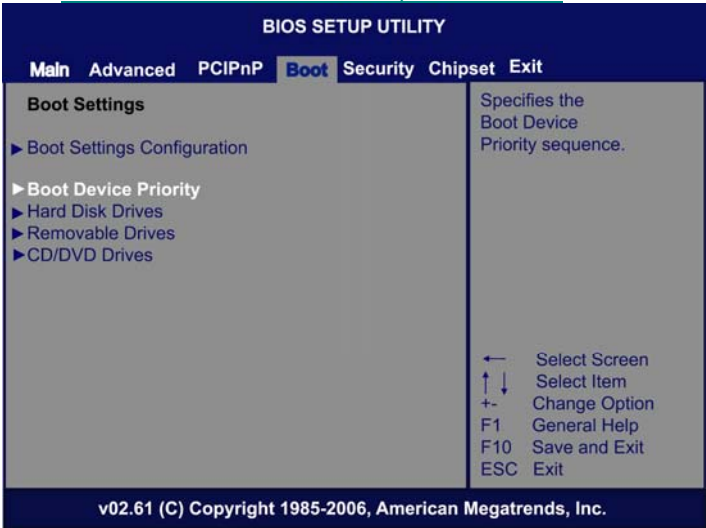 BIOS SETUP UTILITY
Main Advanced PCIPnP Boot Security Chipset Exit
Boot Settings
Boot Settings Configuration
Boot Device Priority
Hard Disk Drives
Removable Drives
CD/DVD Drives
Specifies the
Boot Device
Priority sequence.
← Select Screen
↑↓ Select Item
+- Change Option
F1 General Help
F10 Save and Exit
ESC Exit
v02.61 (C) Copyright 1985-2006, American Megatrends, Inc.